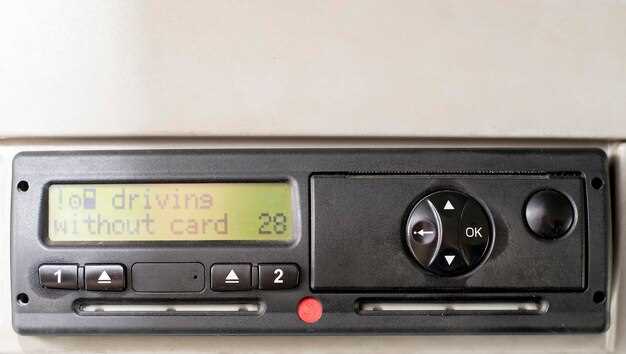 ! driving
without card 28
1 2
OK